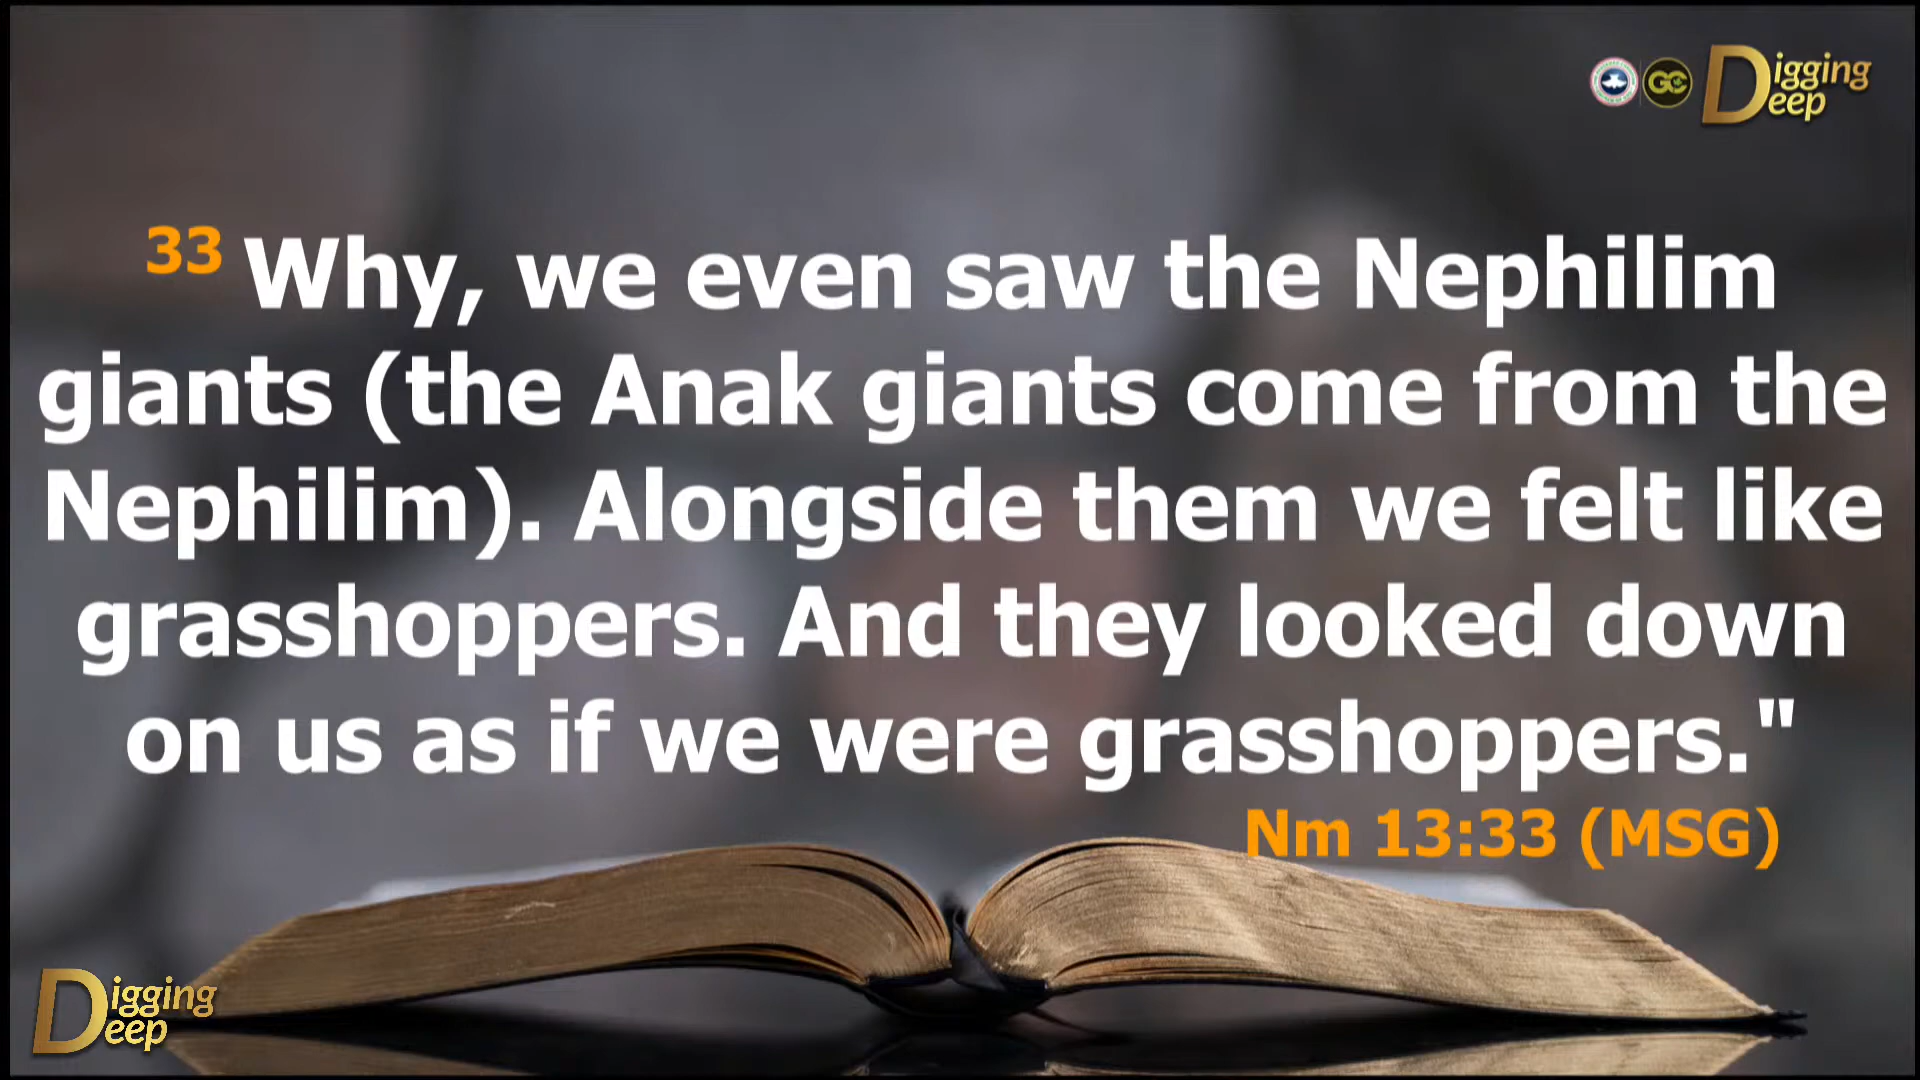 Digging
Deep
33 Why, we even saw the Nephilim
giants (the Anak giants come from the
Nephilim). Alongside them we felt like
grasshoppers. And they looked down
on us as if we were grasshoppers."
Nm 13:33 (MSG)
Digging
Deep